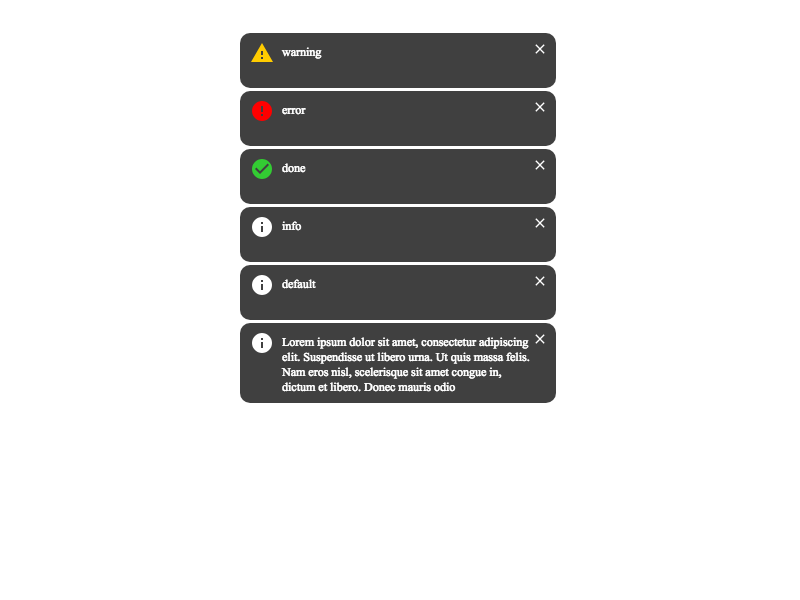 warning
error
done
info
default
Lorem ipsum dolor sit amet, consectetur adipiscing
elit. Suspendisse ut libero urna. Ut quis massa felis.
Nam eros nisl, scelerisque sit amet congue in,
dictum et libero. Donec mauris odio